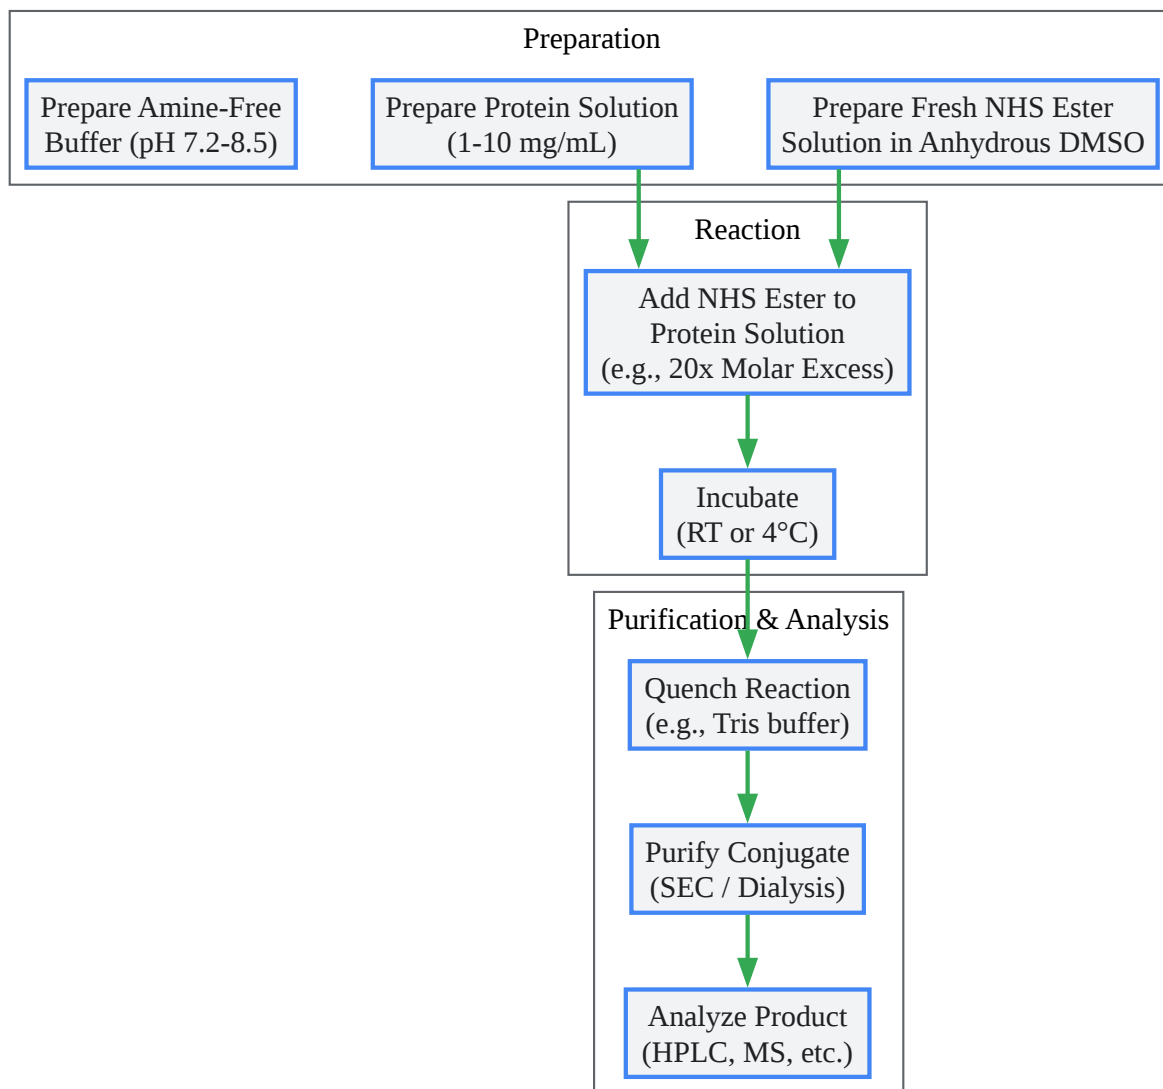 Preparation
Prepare Amine-Free
Buffer (pH 7.2-8.5)
Prepare Protein Solution
(1-10 mg/mL)
Prepare Fresh NHS Ester
Solution in Anhydrous DMSO
Reaction
Add NHS Ester to
Protein Solution
(e.g., 20x Molar Excess)
Incubate
(RT or 4°C)
Purification & Analysis
Quench Reaction
(e.g., Tris buffer)
Purify Conjugate
(SEC / Dialysis)
Analyze Product
(HPLC, MS, etc.)